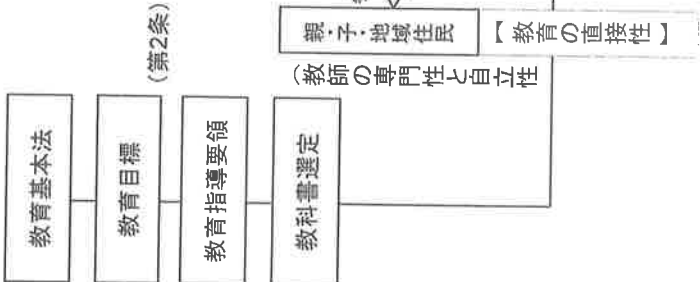 教育基本法
教育目標
(第2条)
教育指導要領
教科書選定
(教師の専門性と自立性
親・子・地域住民
【教育の直接性】